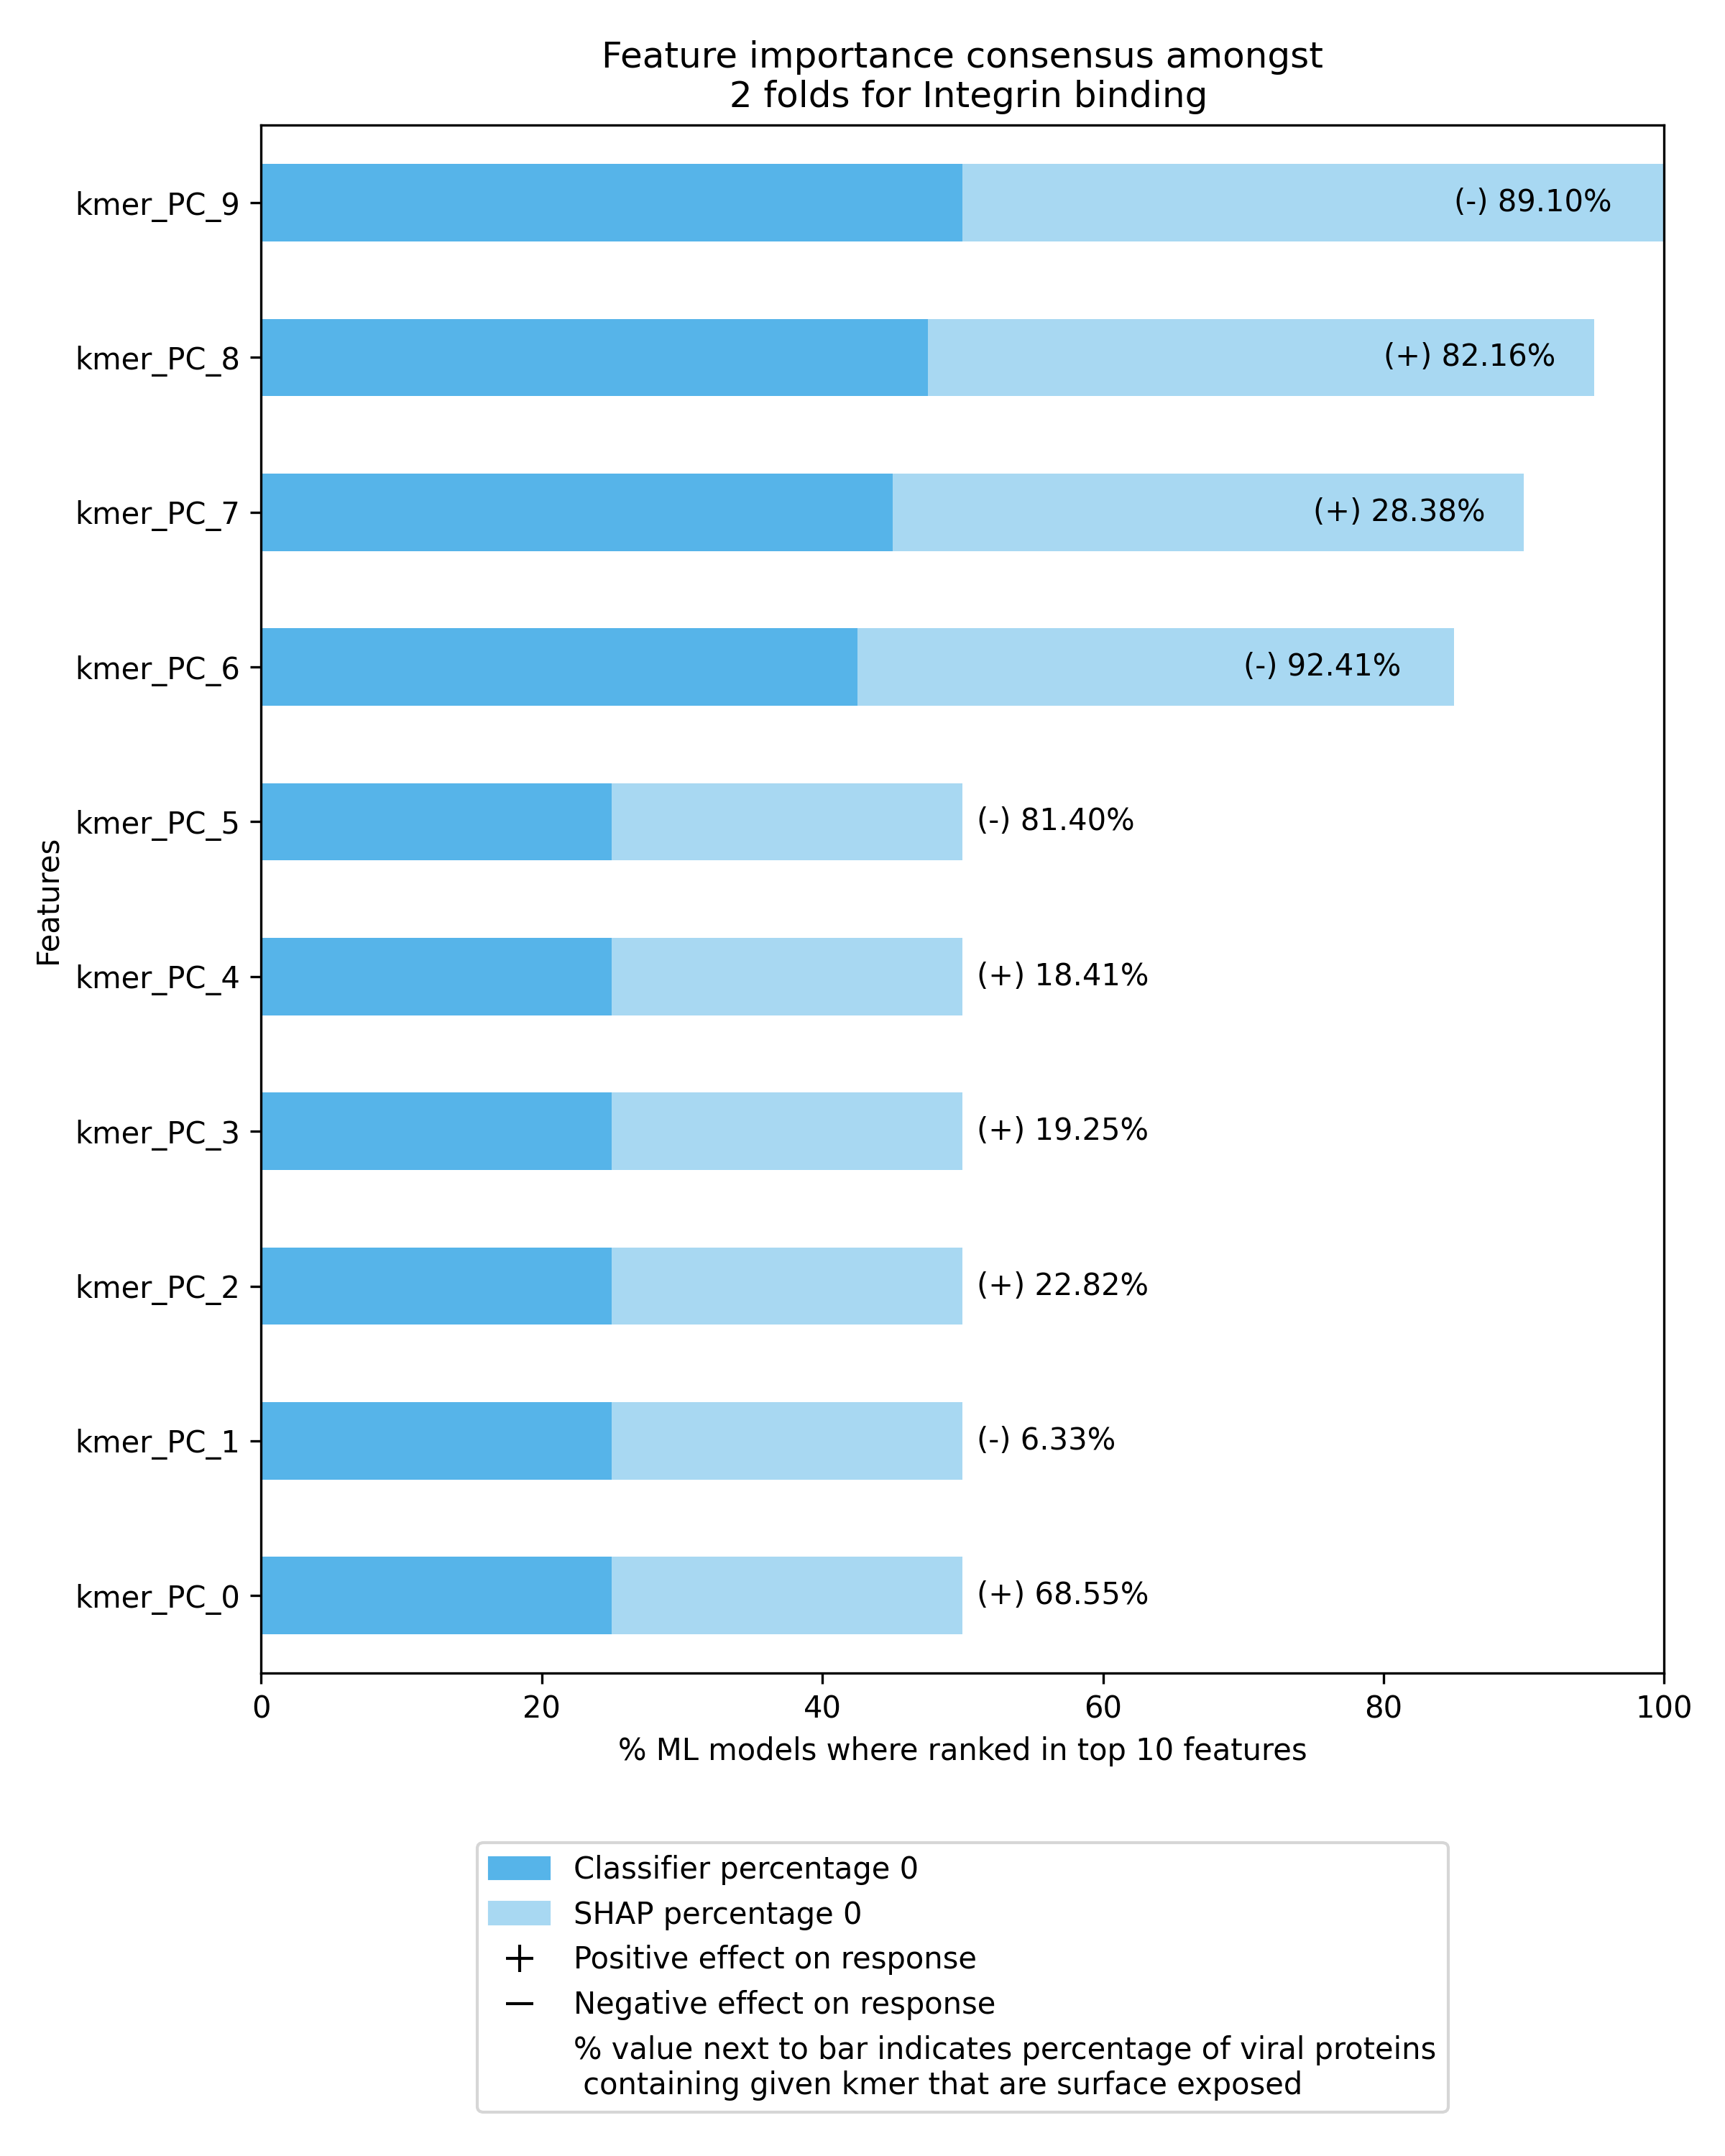 Feature importance consensus amongst
2 folds for Integrin binding
kmer_PC_9
(-) 89.10%
kmer_PC_8
(+) 82.16%
kmer_PC_7
(+) 28.38%
kmer_PC_6
(-) 92.41%
kmer_PC_5
(-) 81.40%
kmer_PC_4
(+) 18.41%
kmer_PC_3
(+) 19.25%
kmer_PC_2
(+) 22.82%
kmer_PC_1
(-) 6.33%
kmer_PC_0
(+) 68.55%
Features
0 20 40 60 80 100
% ML models where ranked in top 10 features
Classifier percentage 0
SHAP percentage 0
Positive effect on response
Negative effect on response
% value next to bar indicates percentage of viral proteins
containing given kmer that are surface exposed